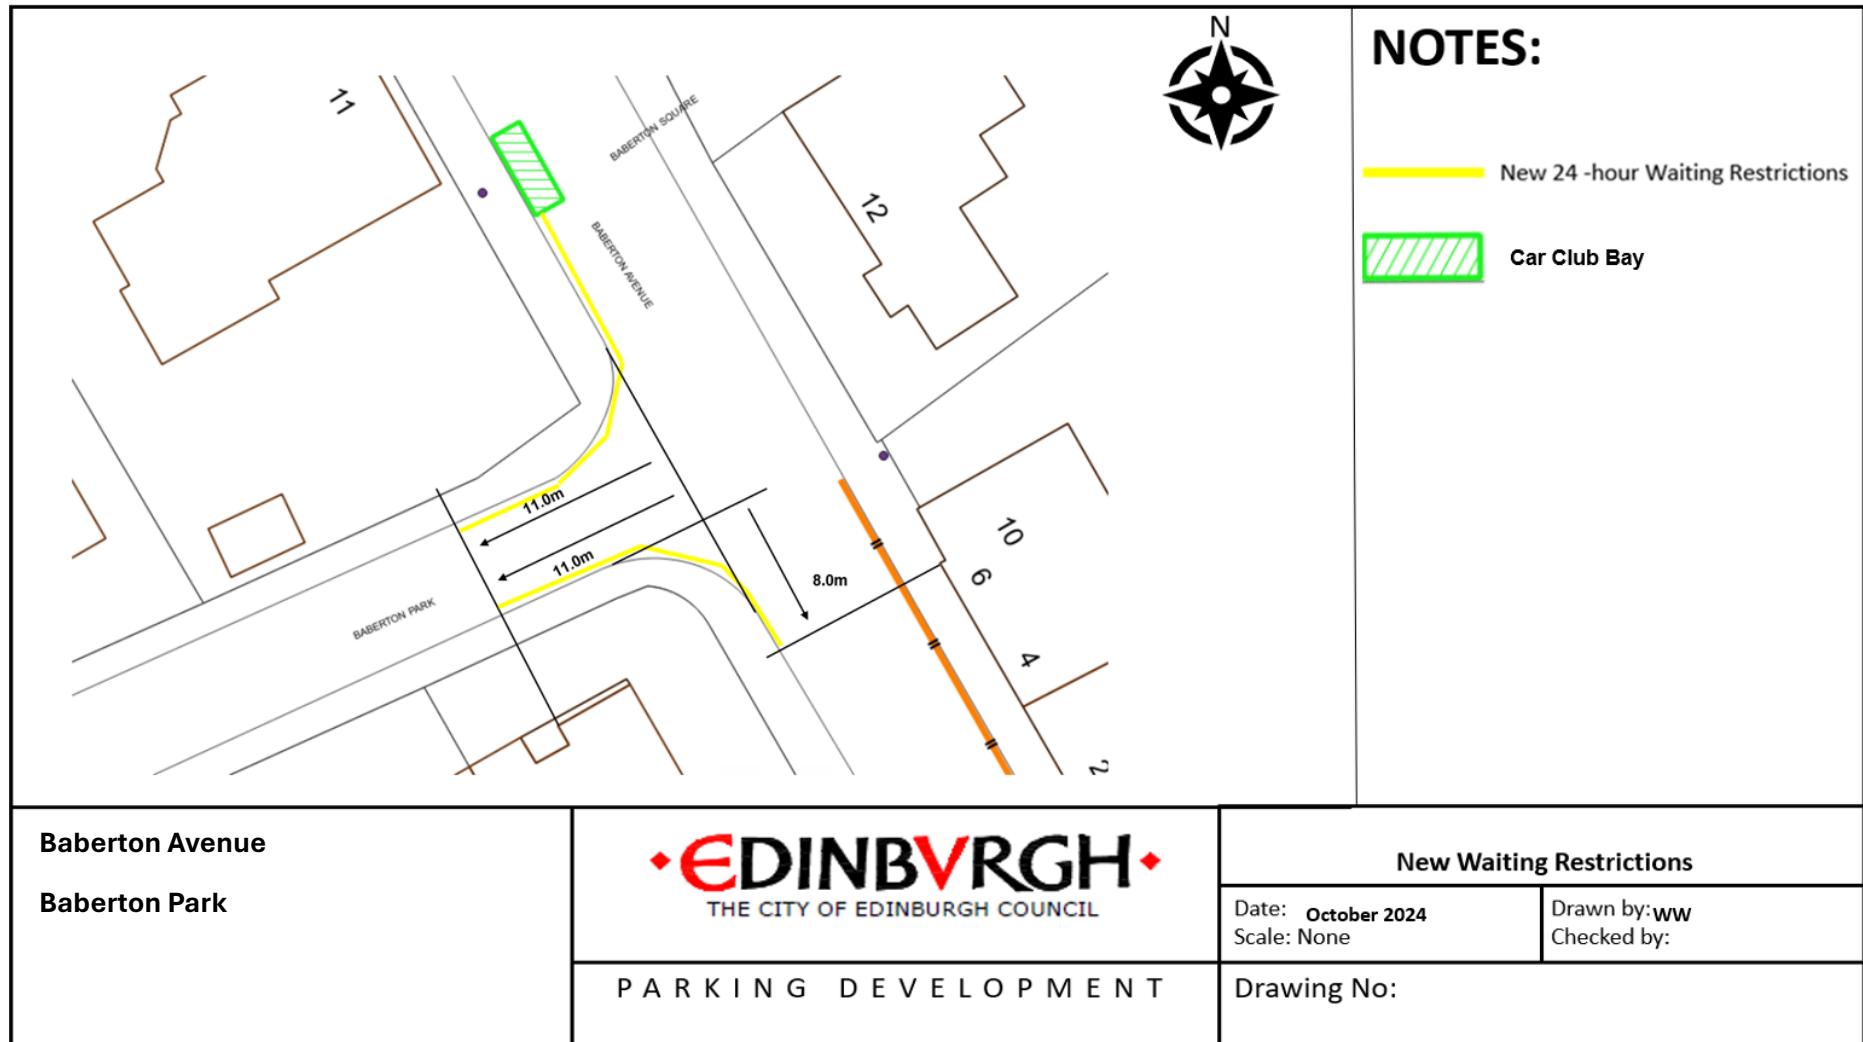 N
NOTES:
New 24 -hour Waiting Restrictions
Car Club Bay
11
BABERTON SQUARE
12
BABERTON AVENUE
11.0m
11.0m
8.0m
10
6
4
2
BABERTON PARK
Baberton Avenue
Baberton Park
EDINBVRGH
THE CITY OF EDINBURGH COUNCIL
PARKING DEVELOPMENT
New Waiting Restrictions
Date: October 2024
Scale: None
Drawn by: WW
Checked by:
Drawing No: